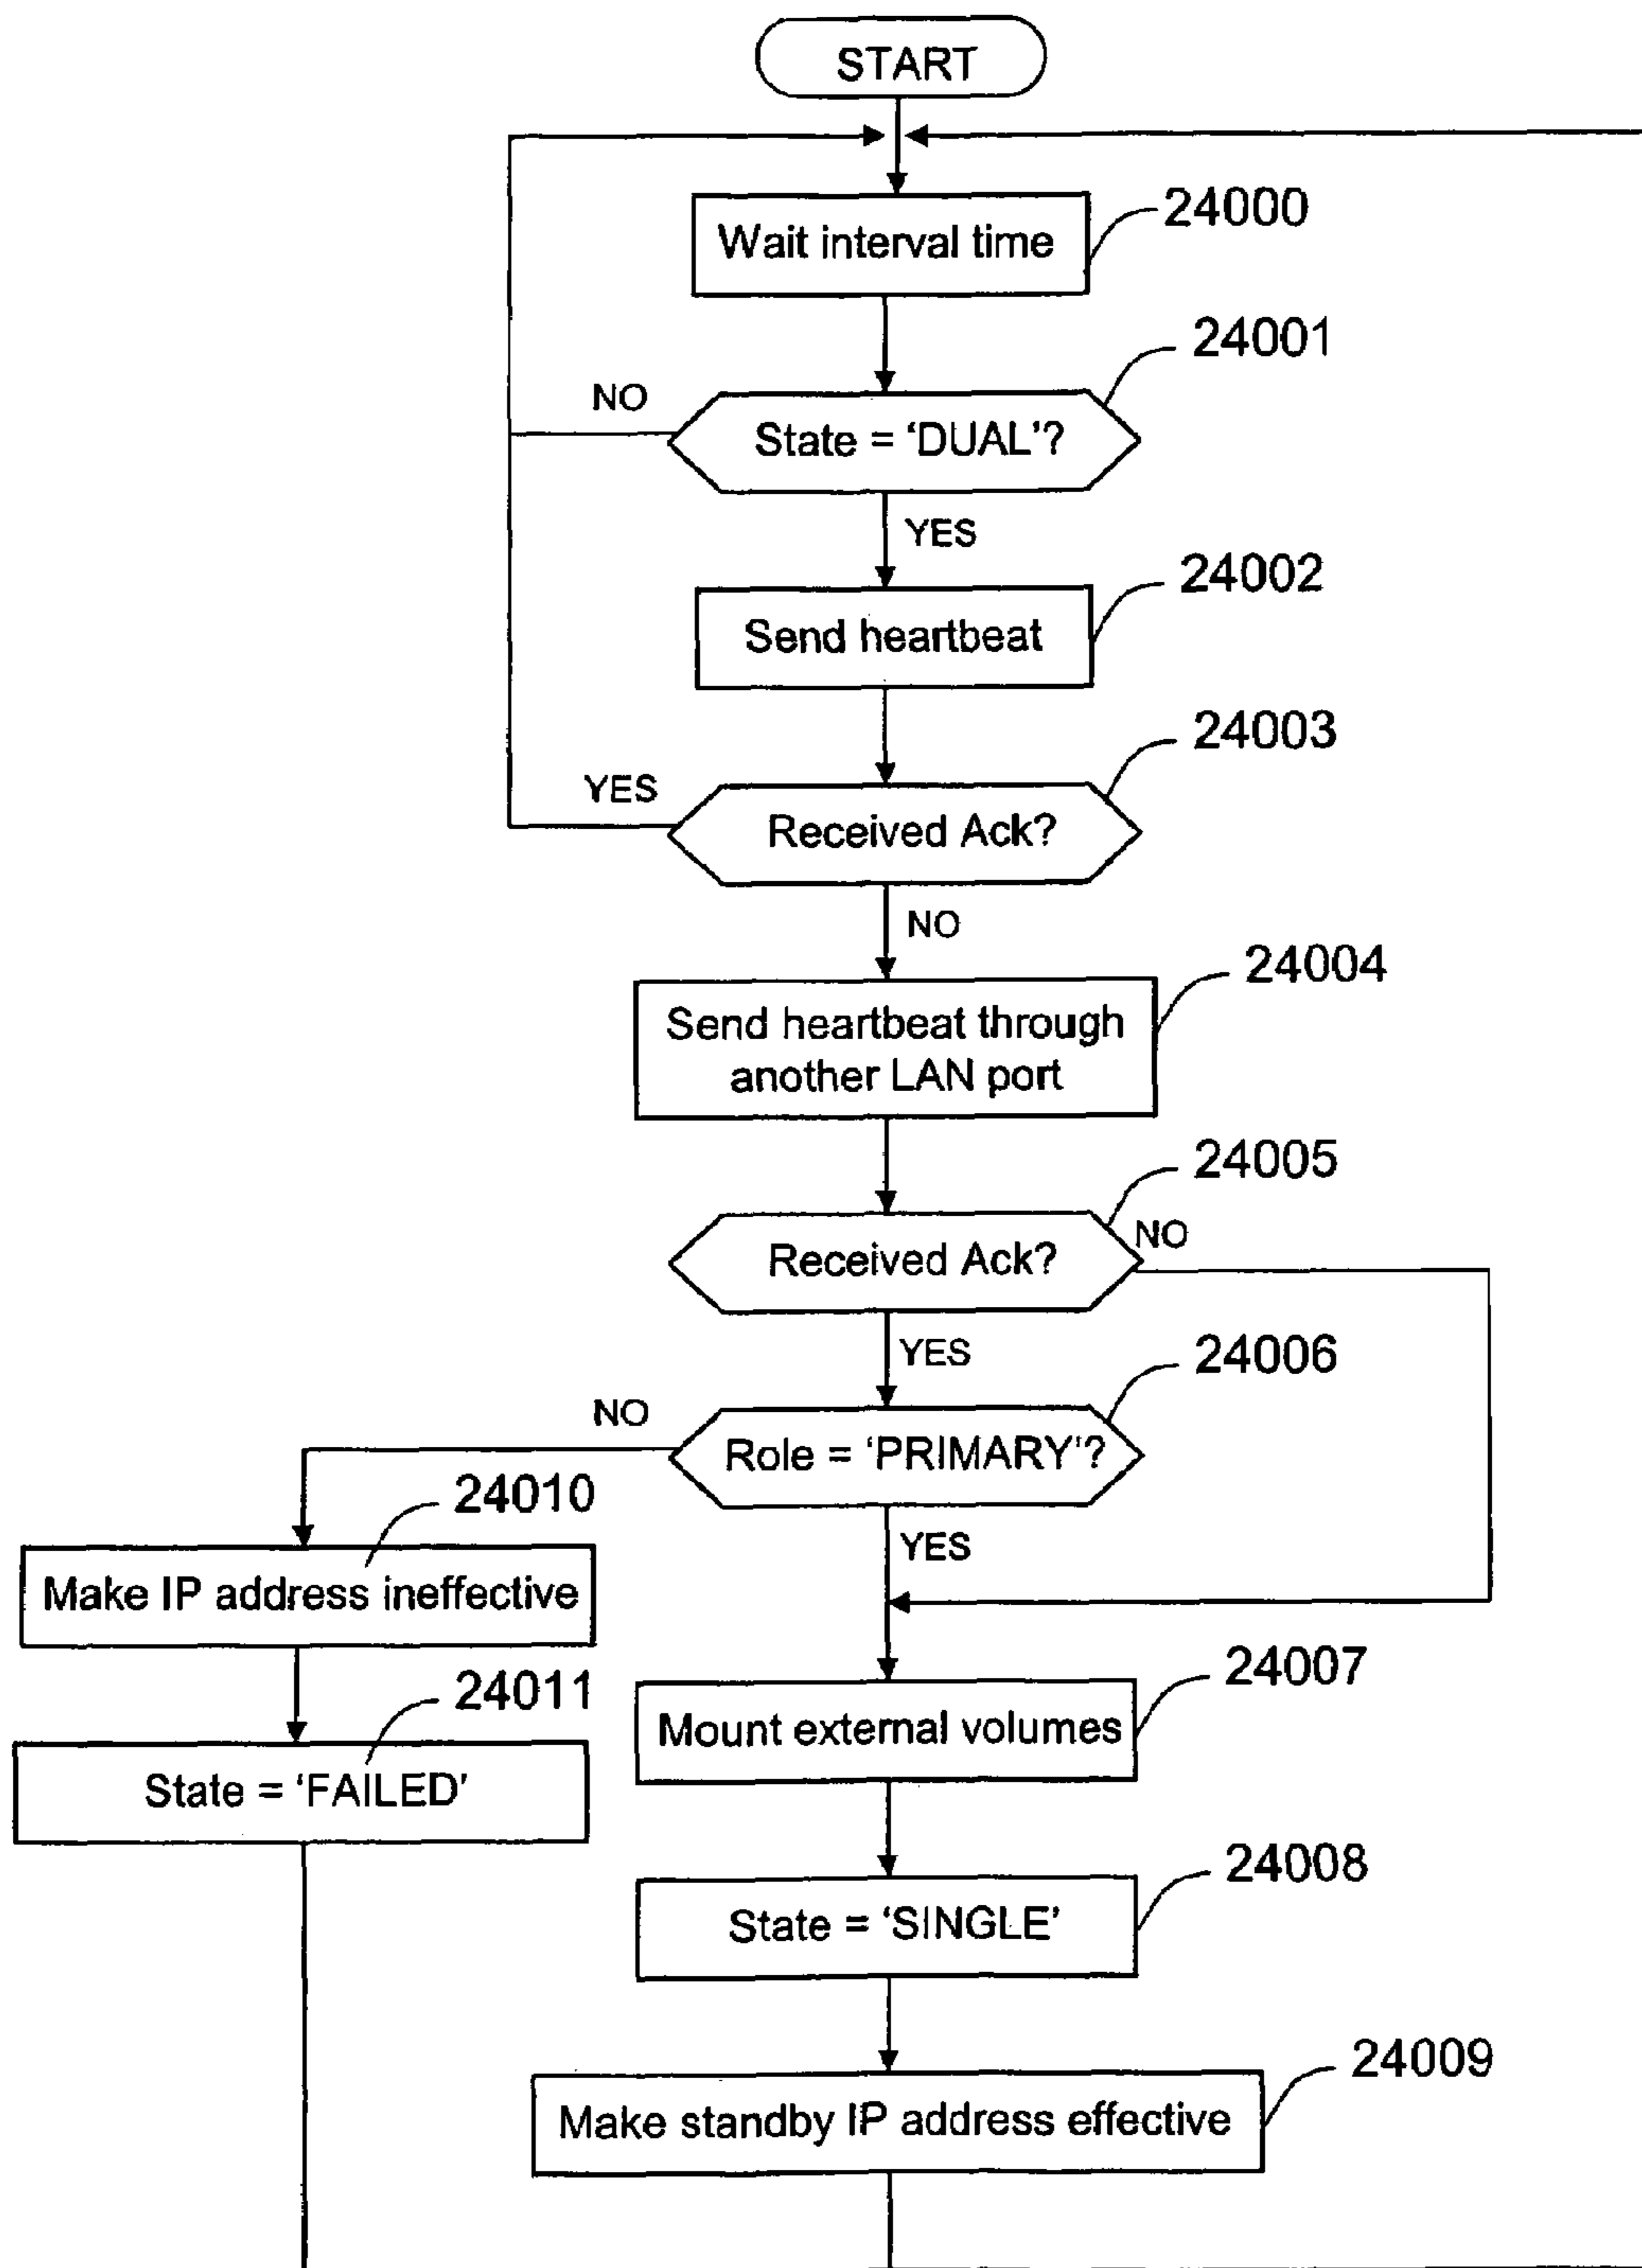 START
24000
Wait interval time
24001
NO
State = ‘DUAL’?
YES
24002
Send heartbeat
24003
YES
Received Ack?
NO
24004
Send heartbeat through
another LAN port
24005
NO
Received Ack?
YES
24006
NO
Role = ‘PRIMARY’?
24010
YES
Make IP address ineffective
24007
24011
Mount external volumes
State = ‘FAILED’
24008
State = ‘SINGLE’
24009
Make standby IP address effective